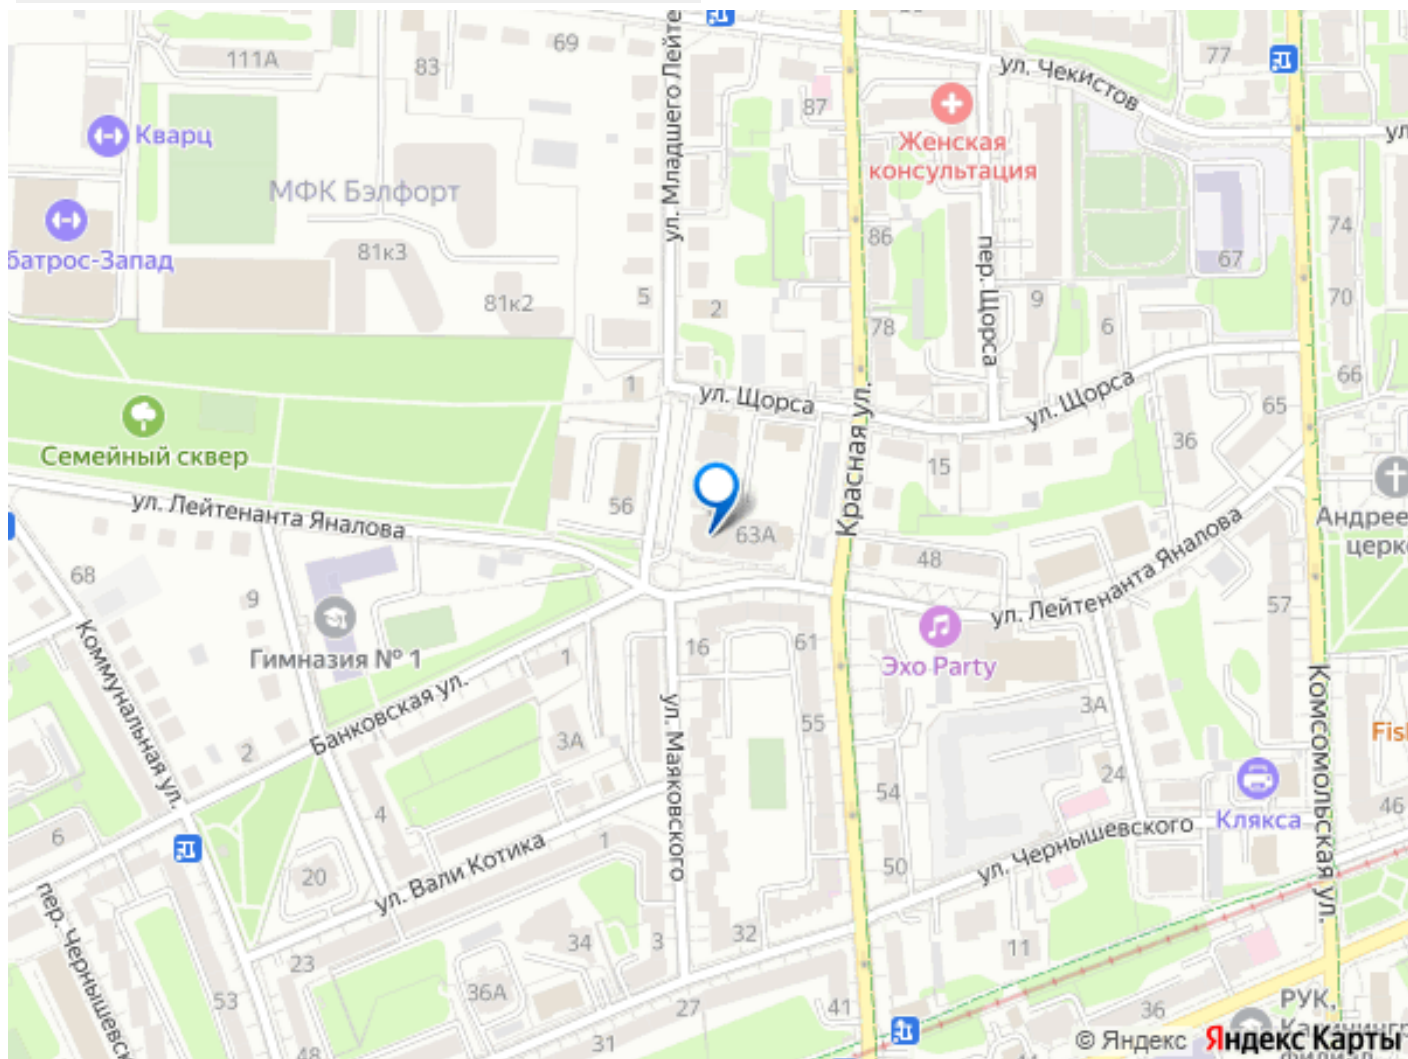 111А
69
83
77
ул. Чекистов
87
Кварц
Женская
консультация
ул. Младшего Лейте
МФК Бэлфорт
86
74
батрос-Запад
81к3
67
81к2
5
2
9
70
78
6
пер. Щорса
1
66
ул. Щорса
ул. Щорса
65
Красная ул.
36
15
Семейный сквер
56
ул. Лейтенанта Яналова
63А
48
Андрее
церк
68
9
57
ул. Лейтенанта Яналова
Гимназия № 1
1
16
61
Эхо Party
Коммунальная ул.
Банковская ул.
ул. Маяковского
3А
3А
55
Fis
2
4
54
24
Клякса
46
Комсомольская ул.
6
20
ул. Вали Котика
1
50
ул. Чернышевского
пер. Чернышевск
23
34
3
32
11
53
36А
27
41
36
РУК,
48
31
© Яндекс
Яндекс Карты